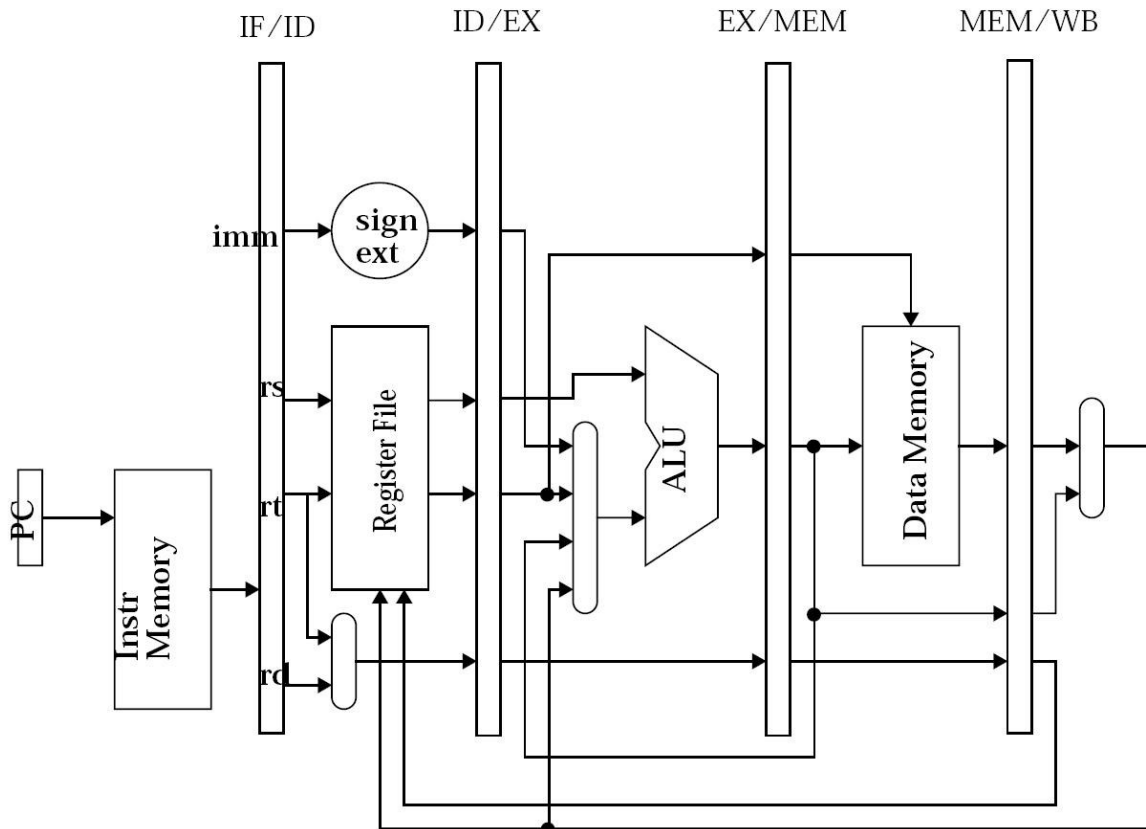 IF/ID
ID/EX
EX/MEM
MEM/WB
imm
sign
ext
rs
rt
rd
Register File
PC
Instr
Memory
ALU
Data Memory